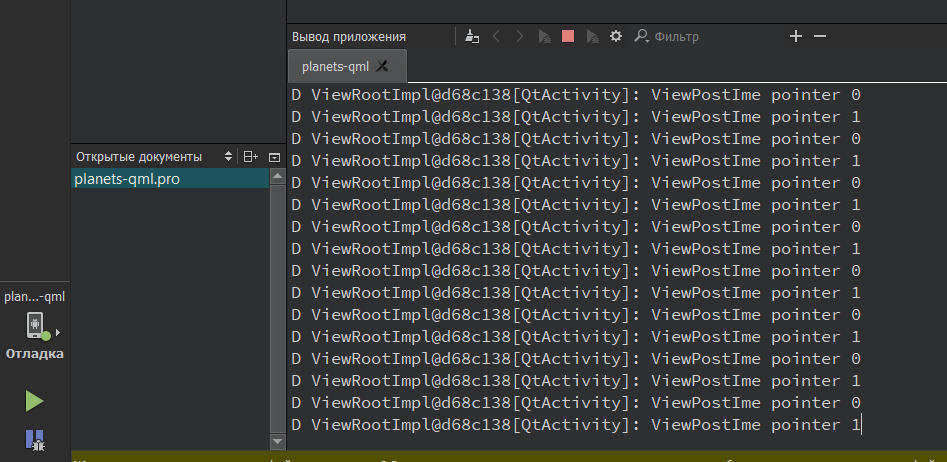 Вывод приложения
Фильтр
planets-qml
D ViewRootImpl@d68c138[QtActivity]: ViewPostIme pointer 0
D ViewRootImpl@d68c138[QtActivity]: ViewPostIme pointer 1
D ViewRootImpl@d68c138[QtActivity]: ViewPostIme pointer 0
D ViewRootImpl@d68c138[QtActivity]: ViewPostIme pointer 1
D ViewRootImpl@d68c138[QtActivity]: ViewPostIme pointer 0
D ViewRootImpl@d68c138[QtActivity]: ViewPostIme pointer 1
D ViewRootImpl@d68c138[QtActivity]: ViewPostIme pointer 0
D ViewRootImpl@d68c138[QtActivity]: ViewPostIme pointer 1
D ViewRootImpl@d68c138[QtActivity]: ViewPostIme pointer 0
D ViewRootImpl@d68c138[QtActivity]: ViewPostIme pointer 1
D ViewRootImpl@d68c138[QtActivity]: ViewPostIme pointer 0
D ViewRootImpl@d68c138[QtActivity]: ViewPostIme pointer 1
D ViewRootImpl@d68c138[QtActivity]: ViewPostIme pointer 0
D ViewRootImpl@d68c138[QtActivity]: ViewPostIme pointer 1
D ViewRootImpl@d68c138[QtActivity]: ViewPostIme pointer 0
D ViewRootImpl@d68c138[QtActivity]: ViewPostIme pointer 1
Открытые документы
planets-qml.pro
plan...-qml
Отладка